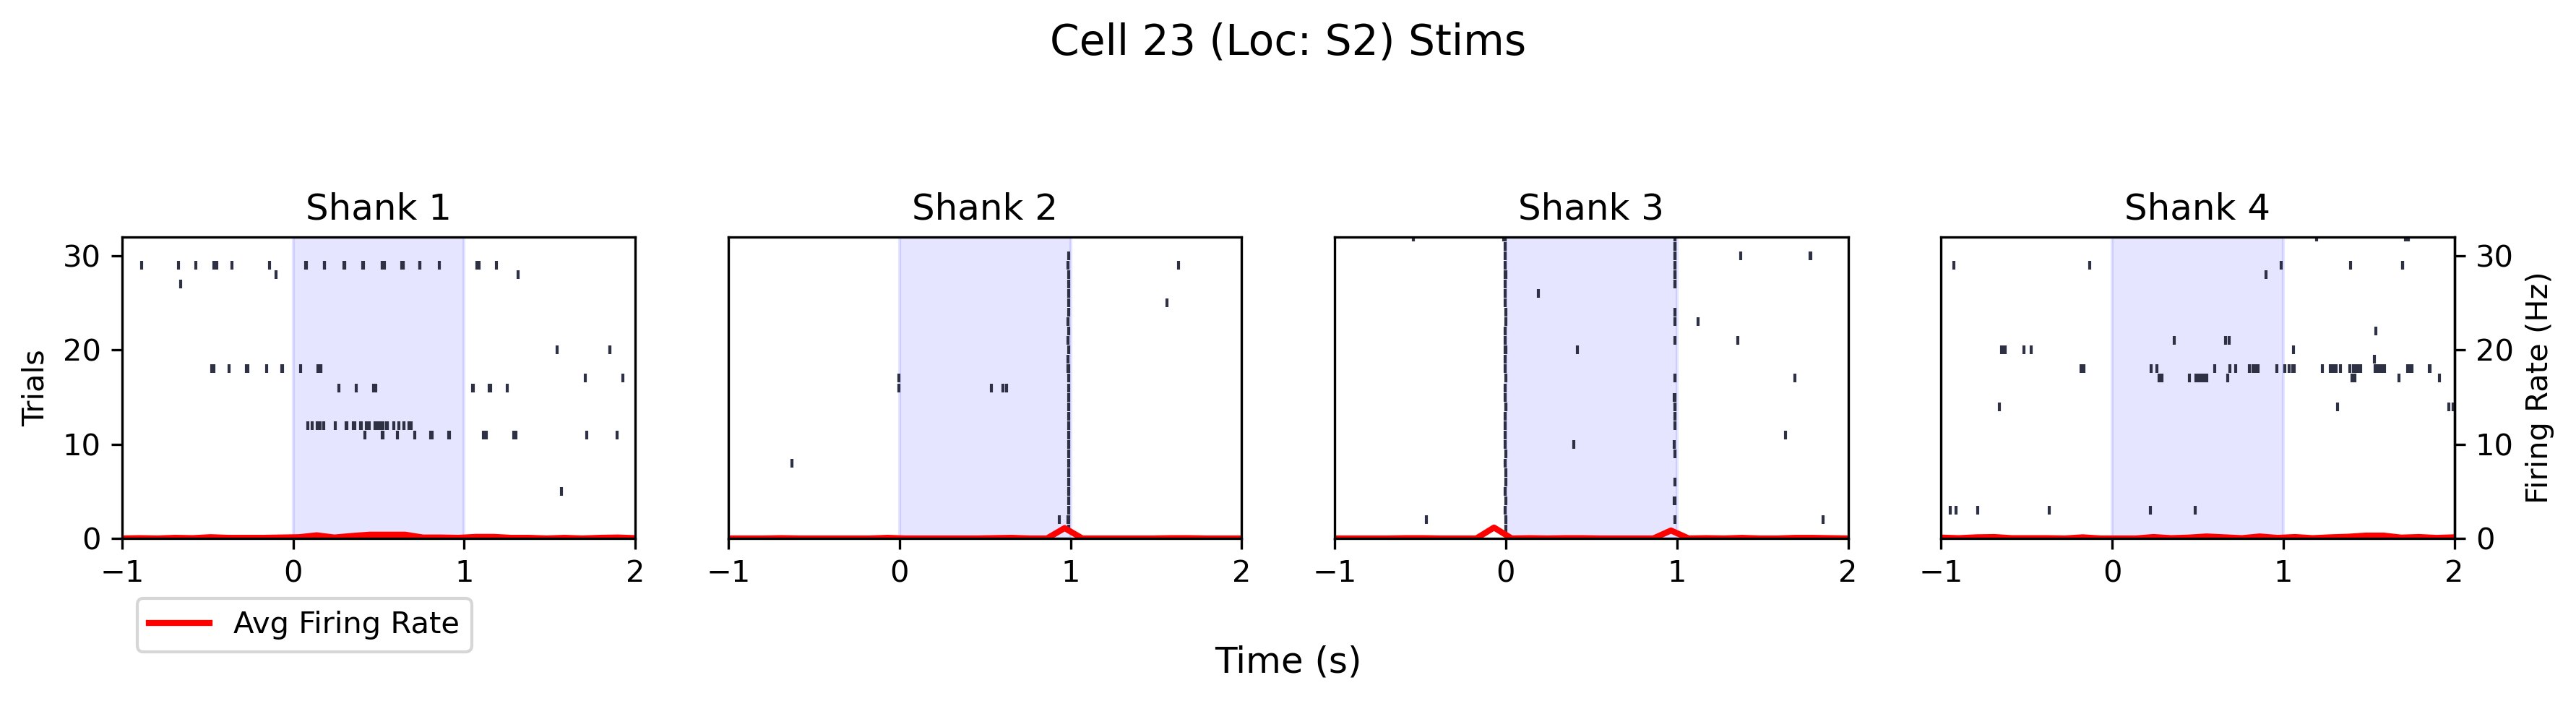 Cell 23 (Loc: S2) Stims
Shank 1
Shank 2
Shank 3
Shank 4
Trials
30
20
10
0
−1 0 1 2
−1 0 1 2
−1 0 1 2
−1 0 1 2
30
20
10
0
Firing Rate (Hz)
Avg Firing Rate
Time (s)